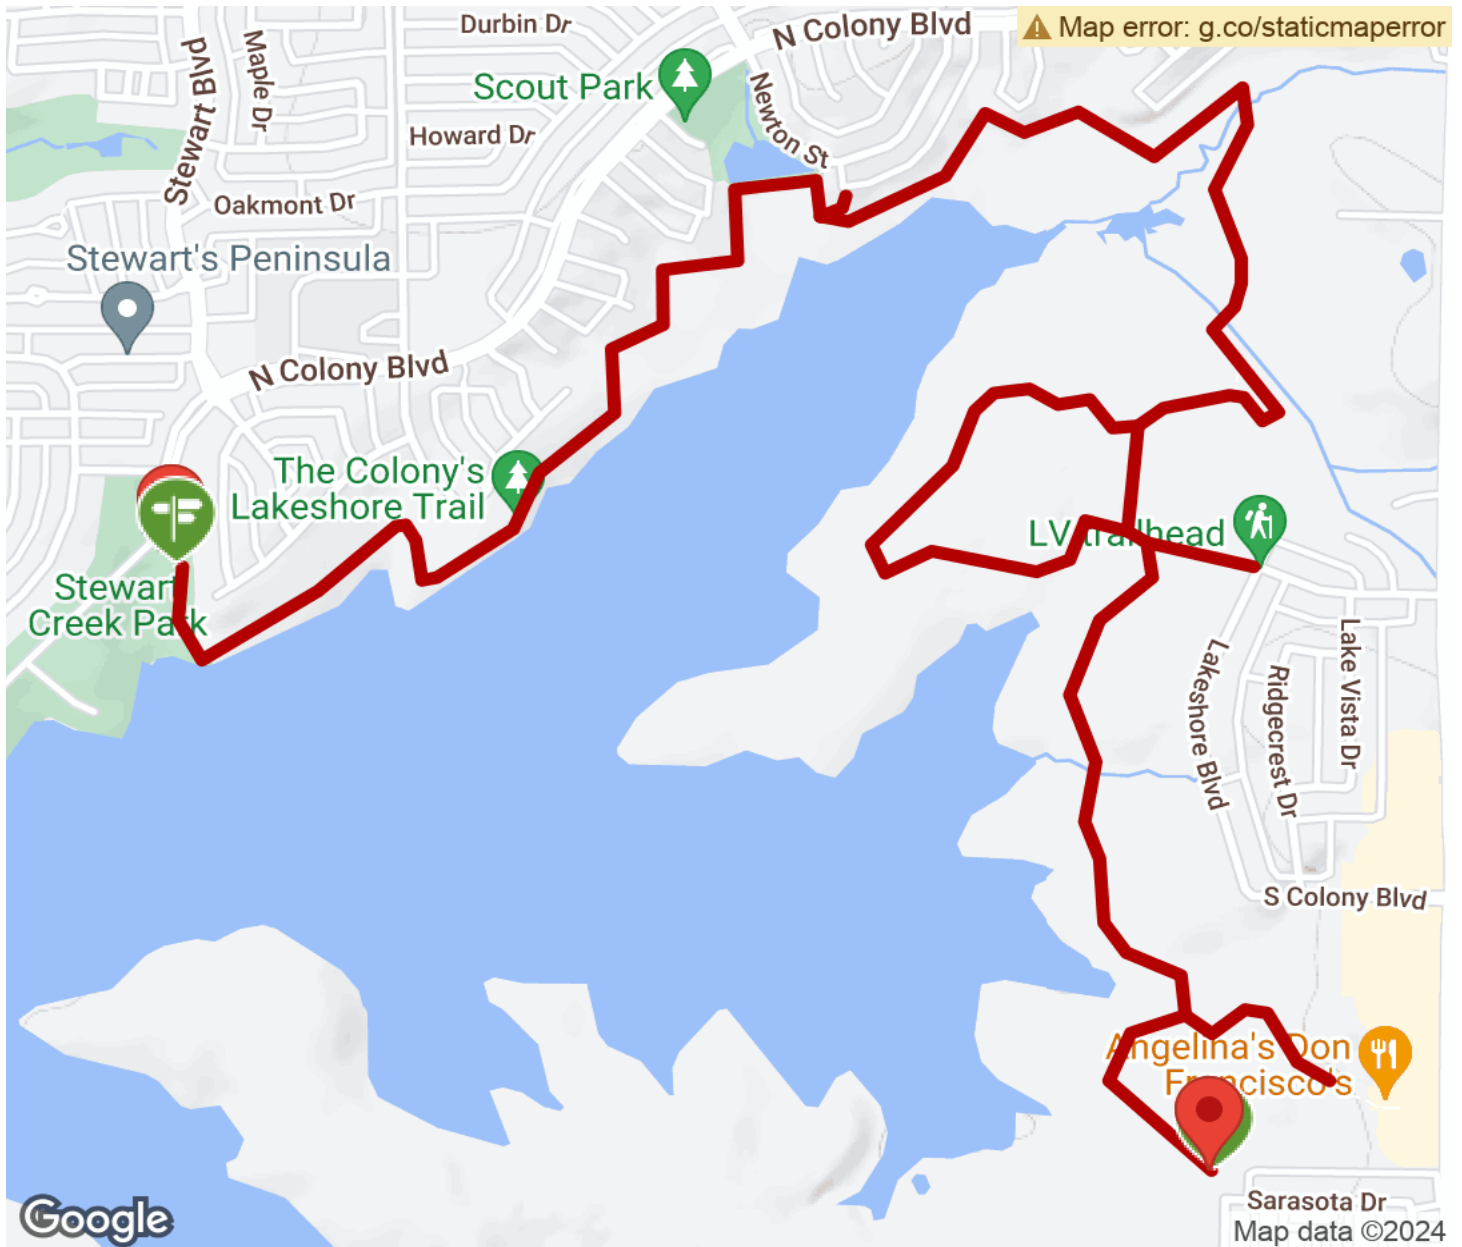 Durbin Dr
N Colony Blvd
Map error: g.co/staticmaperror
Stewart Blvd
Maple Dr
Scout Park
Newton St
Howard Dr
Oakmont Dr
Stewart's Peninsula
N Colony Blvd
The Colony's
Lakeshore Trail
LV trailhead
Stewart
Creek Park
Lakeshore Blvd
Ridgecrest Dr
Lake Vista Dr
S Colony Blvd
Angelina's Don
Francisco's
Sarasota Dr
Google
Map data ©2024